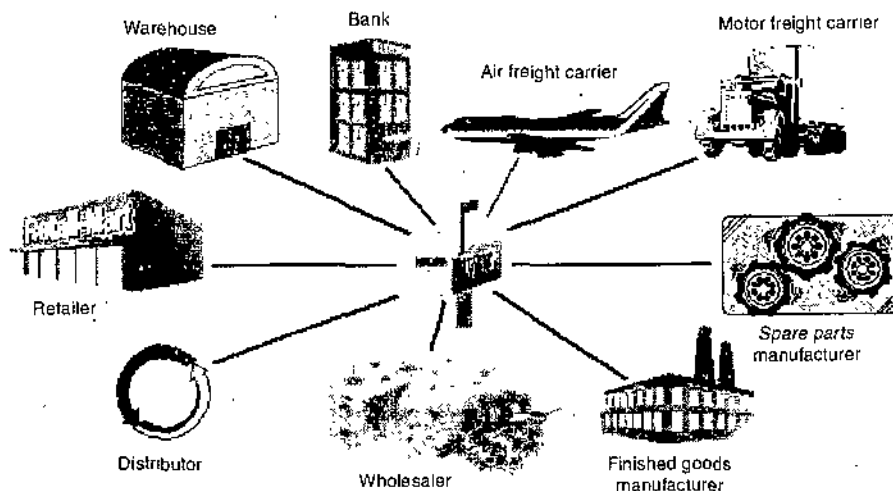 Warehouse
Bank
Air freight carrier
Motor freight carrier
Retailer
Spare parts
manufacturer
Distributor
Wholesaler
Finished goods
manufacturer